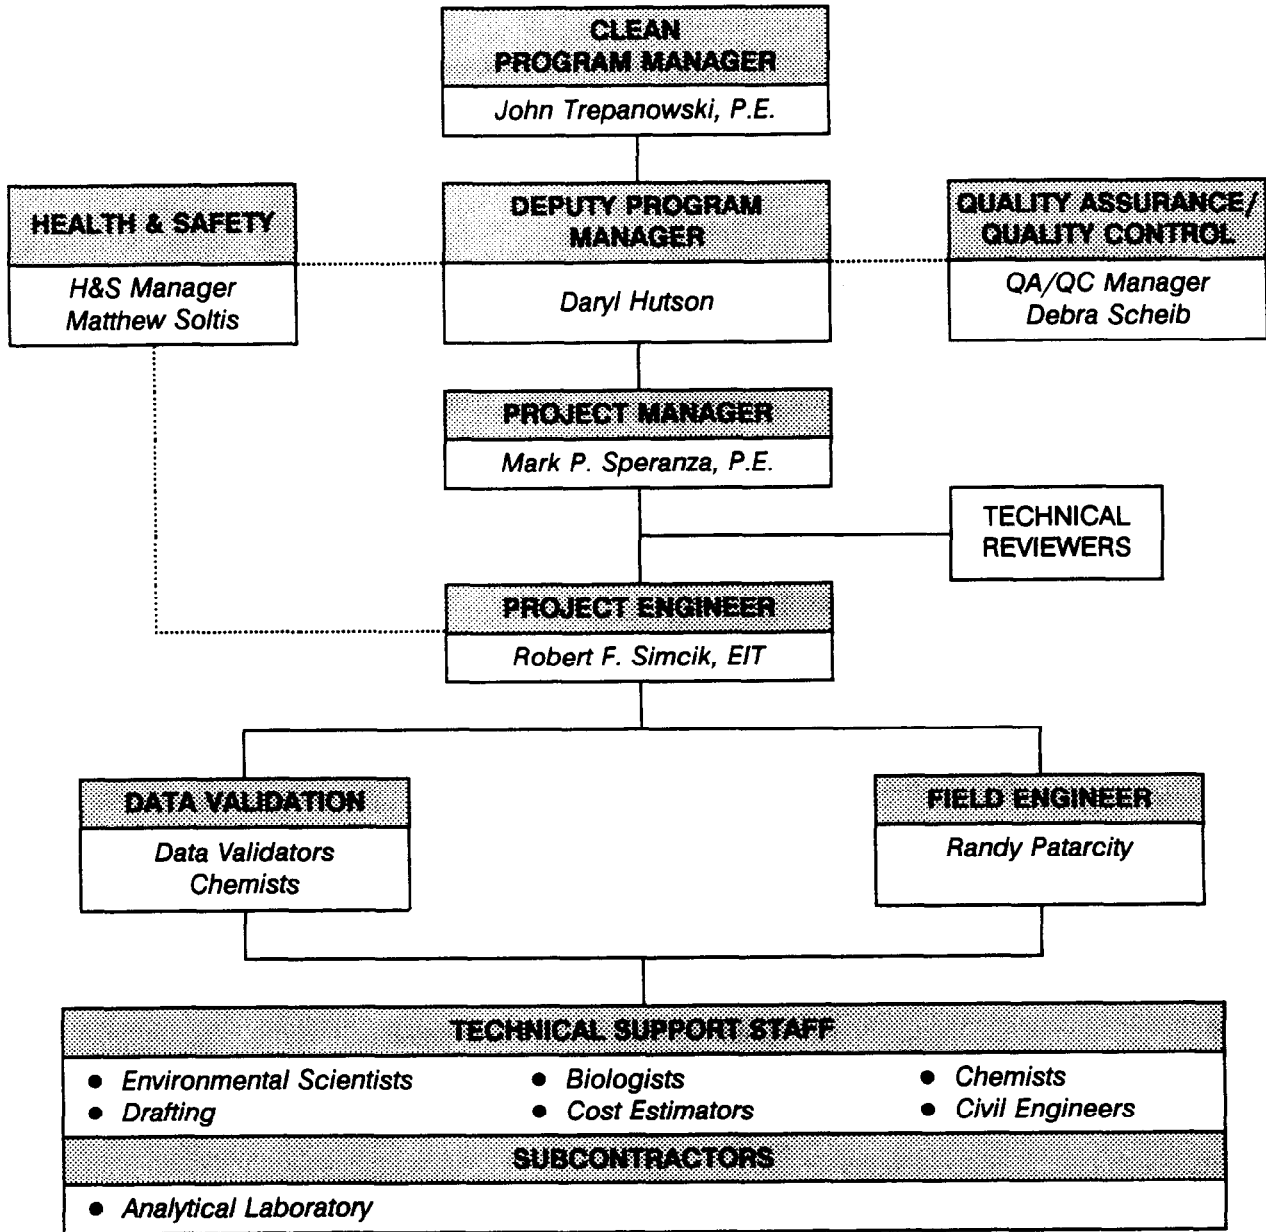 CLEAN
PROGRAM MANAGER
John Trepanowski, P.E.
HEALTH & SAFETY
H&S Manager
Matthew Soltis
DEPUTY PROGRAM
MANAGER
Daryl Hutson
QUALITY ASSURANCE/
QUALITY CONTROL
QA/QC Manager
Debra Scheib
PROJECT MANAGER
Mark P. Speranza, P.E.
TECHNICAL
REVIEWERS
PROJECT ENGINEER
Robert F. Simcik, EIT
DATA VALIDATION
Data Validators
Chemists
FIELD ENGINEER
Randy Patarcity
TECHNICAL SUPPORT STAFF
● Environmental Scientists ● Biologists ● Chemists
● Drafting ● Cost Estimators ● Civil Engineers
SUBCONTRACTORS
● Analytical Laboratory